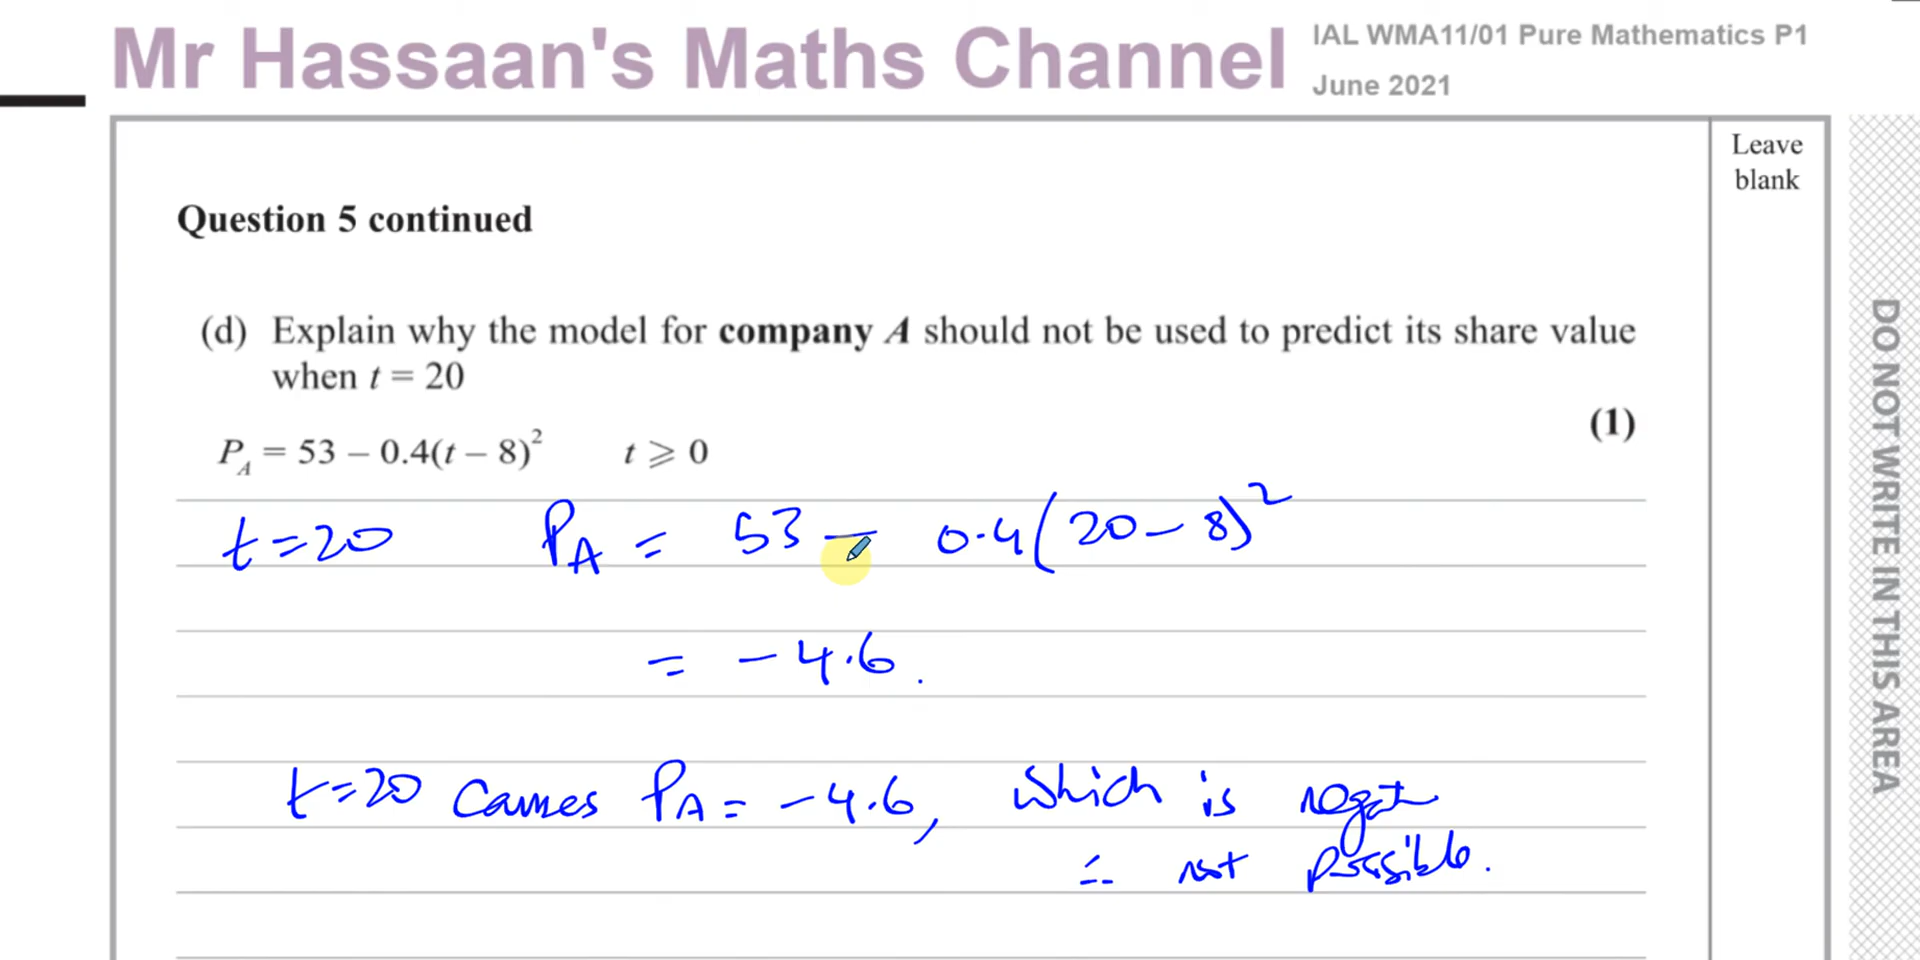 Mr Hassaan's Maths Channel
IAL WMA11/01 Pure Mathematics P1
June 2021
Leave
blank
Question 5 continued
(d) Explain why the model for company A should not be used to predict its share value
when t = 20
(1)
P_A = 53 – 0.4(t – 8)² t ⩾ 0
t=20 P_A = 53 – 0.4(20–8)²
= –4.6.
t=20 causes P_A = –4.6, which is negat
∴ not possible.
DO NOT WRITE IN THIS AREA